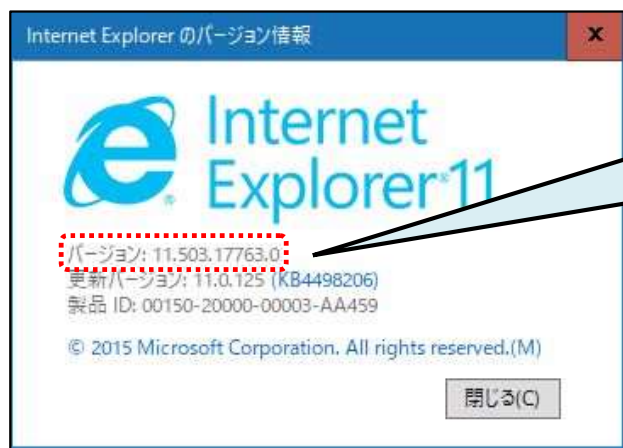 Internet Explorer のバージョン情報
x
Internet
Explorer 11
バージョン: 11.503.17763.0
更新バージョン: 11.0.125 (KB4498206)
製品 ID: 00150-20000-00003-AA459
© 2015 Microsoft Corporation. All rights reserved.(M)
閉じる(C)